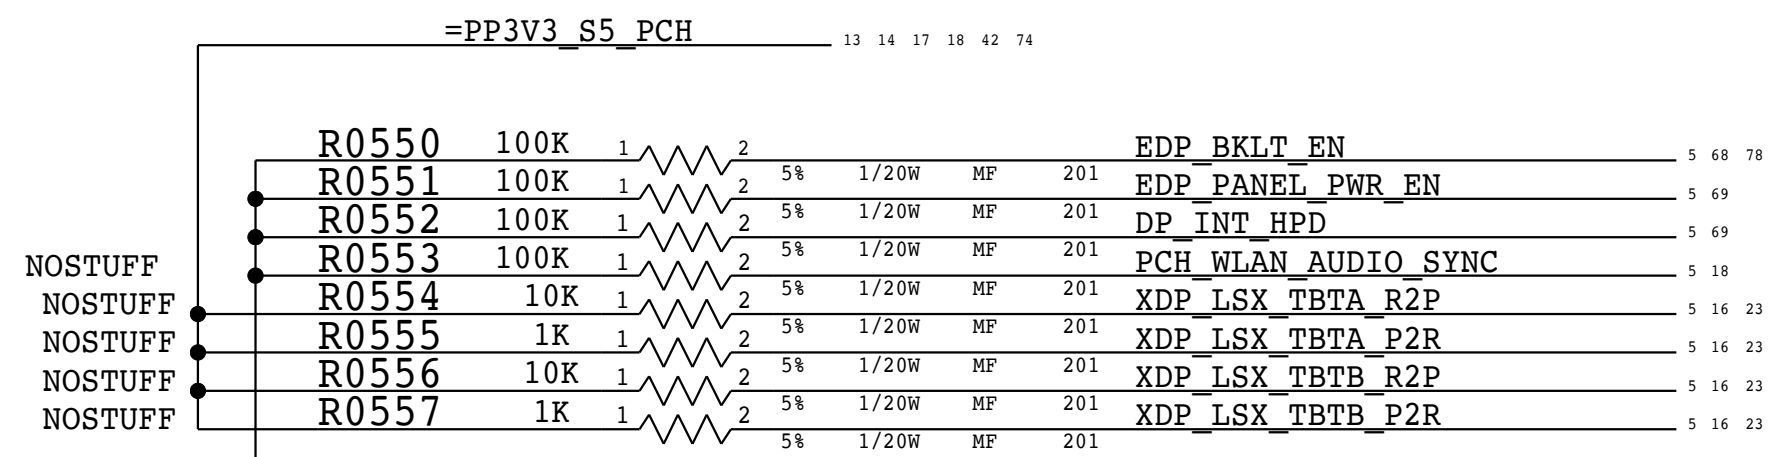 =PP3V3_S5_PCH 13 14 17 18 42 74
R0550 100K 1 2 5% 1/20W MF 201 EDP_BKLT_EN 5 68 78
R0551 100K 1 2 5% 1/20W MF 201 EDP_PANEL_PWR_EN 5 69
R0552 100K 1 2 5% 1/20W MF 201 DP_INT_HPD 5 69
NOSTUFF R0553 100K 1 2 5% 1/20W MF 201 PCH_WLAN_AUDIO_SYNC 5 18
NOSTUFF R0554 10K 1 2 5% 1/20W MF 201 XDP_LSX_TBTA_R2P 5 16 23
NOSTUFF R0555 1K 1 2 5% 1/20W MF 201 XDP_LSX_TBTA_P2R 5 16 23
NOSTUFF R0556 10K 1 2 5% 1/20W MF 201 XDP_LSX_TBTB_R2P 5 16 23
NOSTUFF R0557 1K 1 2 5% 1/20W MF 201 XDP_LSX_TBTB_P2R 5 16 23